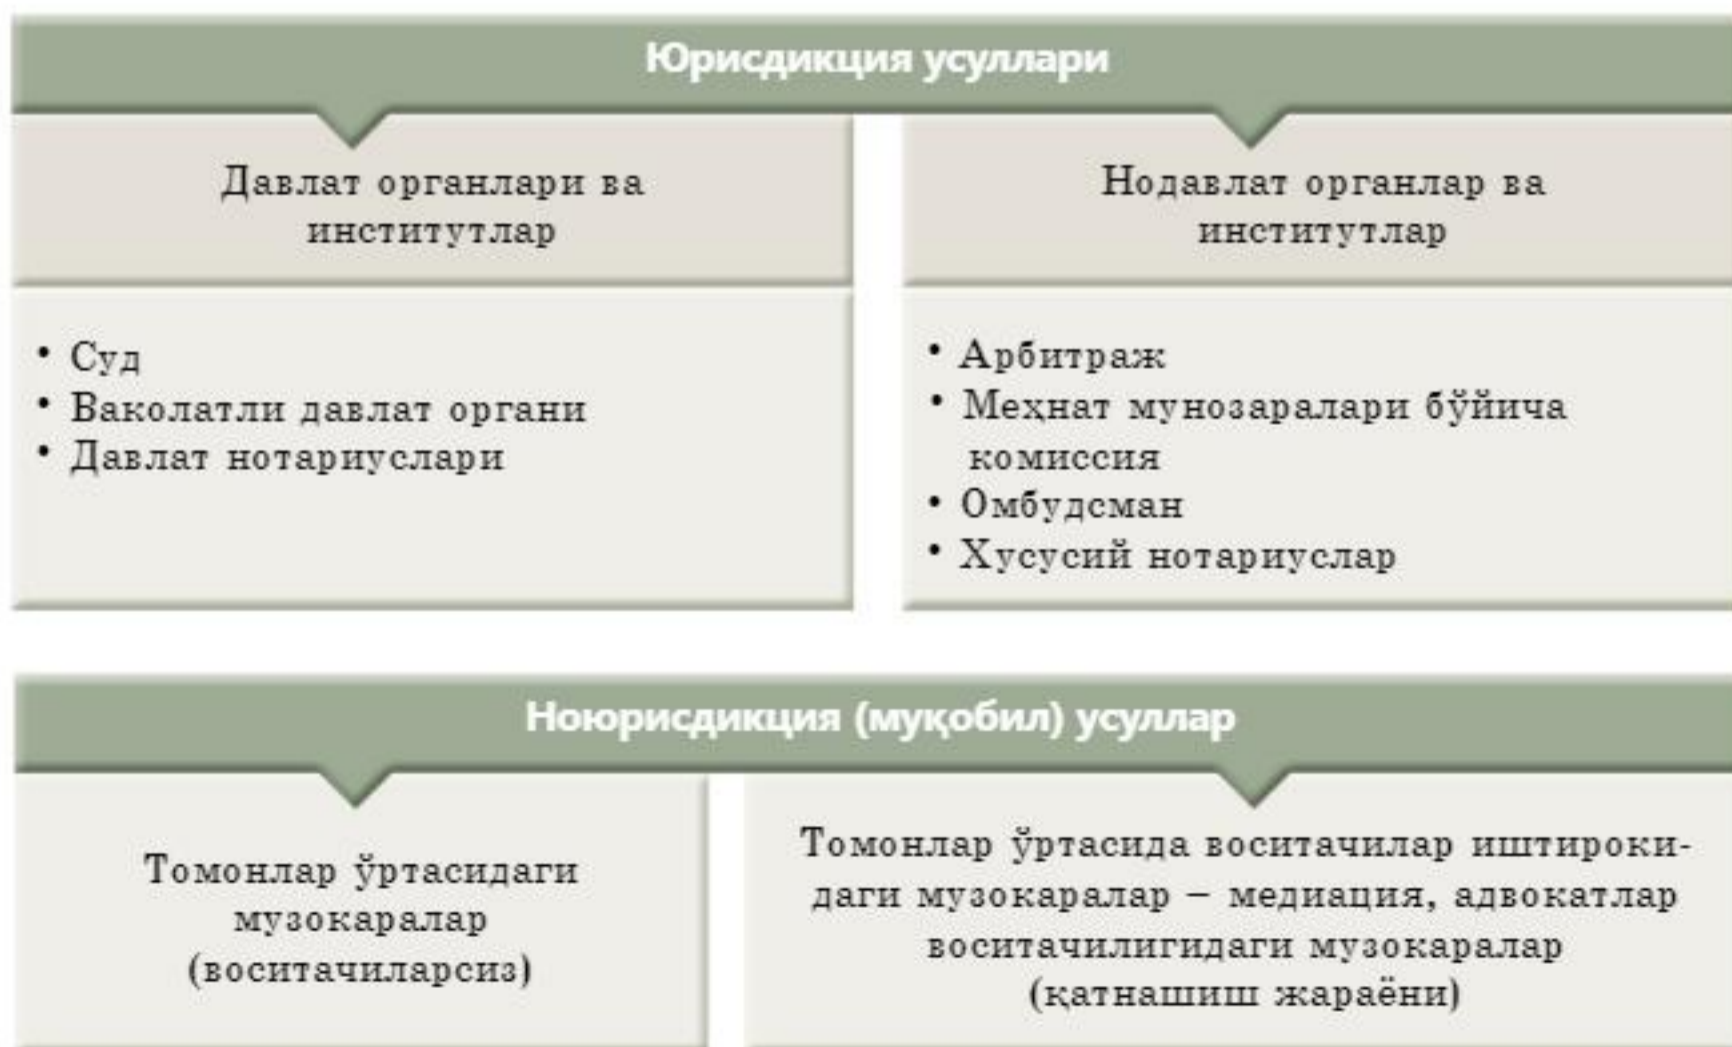 Юрисдикция усуллари
Давлат органлари ва
институтлар
• Суд
• Ваколатли давлат органи
• Давлат нотариуслари
Нодавлат органлар ва
институтлар
• Арбитраж
• Меҳнат мунозаралари бўйича
комиссия
• Омбудсман
• Хусусий нотариуслар
Ноюрисдикция (муқобил) усуллар
Томонлар ўртасидаги
музокаралар
(воситачиларсиз)
Томонлар ўртасида воситачилар иштироки-
даги музокаралар – медиация, адвокатлар
воситачилигидаги музокаралар
(қатнашиш жараёни)